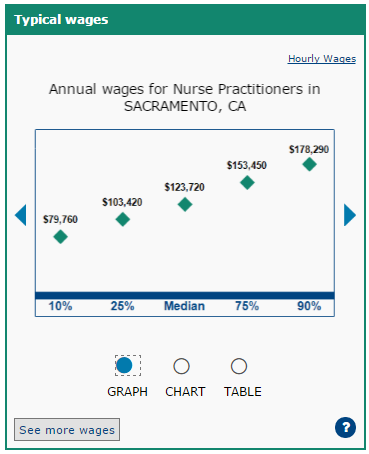 Typical wages
Hourly Wages
Annual wages for Nurse Practitioners in
SACRAMENTO, CA
$178,290
$153,450
$123,720
$103,420
$79,760
10% 25% Median 75% 90%
GRAPH CHART TABLE
See more wages ?